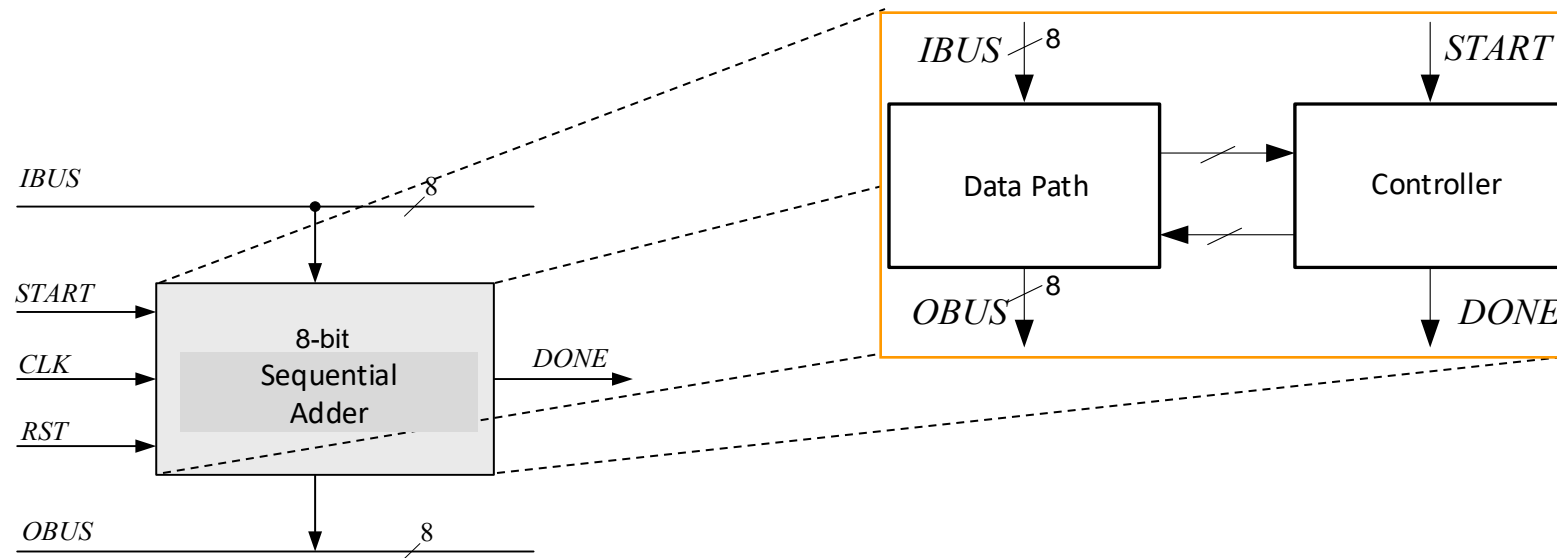 IBUS
8
START
CLK
RST
8-bit
Sequential
Adder
DONE
OBUS
8
IBUS
8
START
Data Path
Controller
OBUS
8
DONE